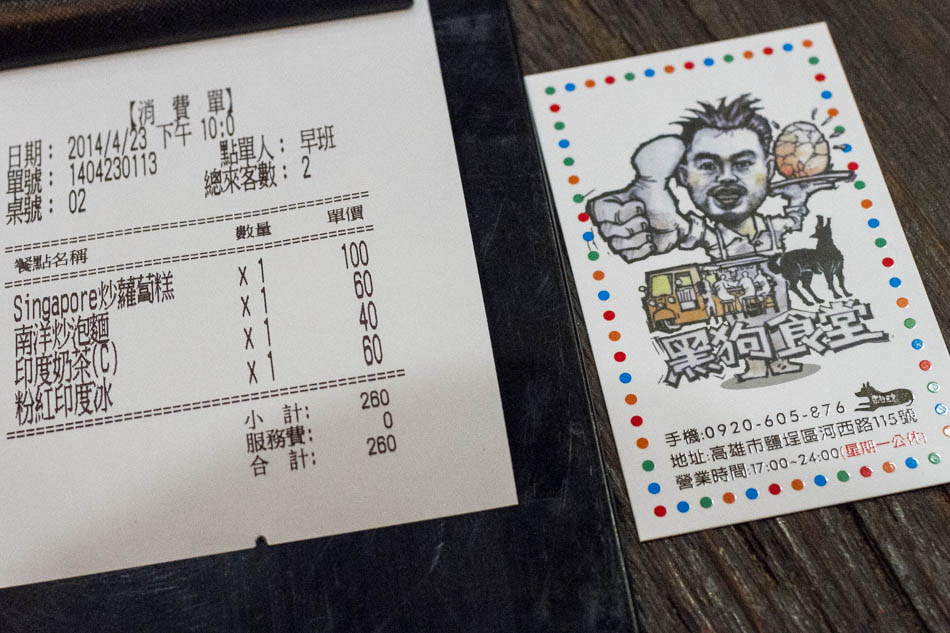 【消費單】
日期: 2014/4/23 下午 10:0
單號: 1404230113 點單人: 早班
桌號: 02 總來客數: 2
餐點名稱 數量 單價
Singapore炒蘿蔔糕 x 1 100
南洋炒泡麵 x 1 60
印度奶茶(C) x 1 40
粉紅印度冰 x 1 60
小 計: 260
服務費: 0
合 計: 260
黑狗食堂
手機:0920-605-876
地址:高雄市鹽埕區河西路115號
營業時間:17:00~24:00(星期一公休)